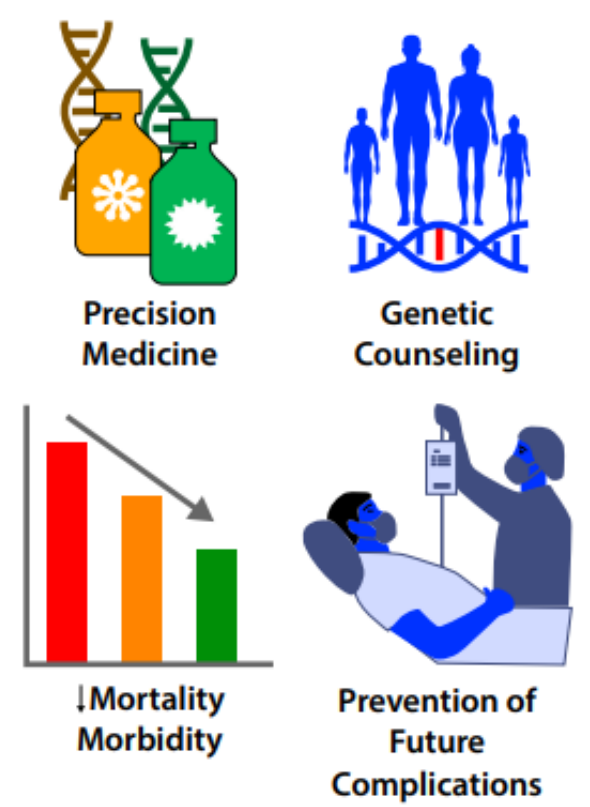 Precision
Medicine
Genetic
Counseling
↓Mortality
Morbidity
Prevention of
Future
Complications